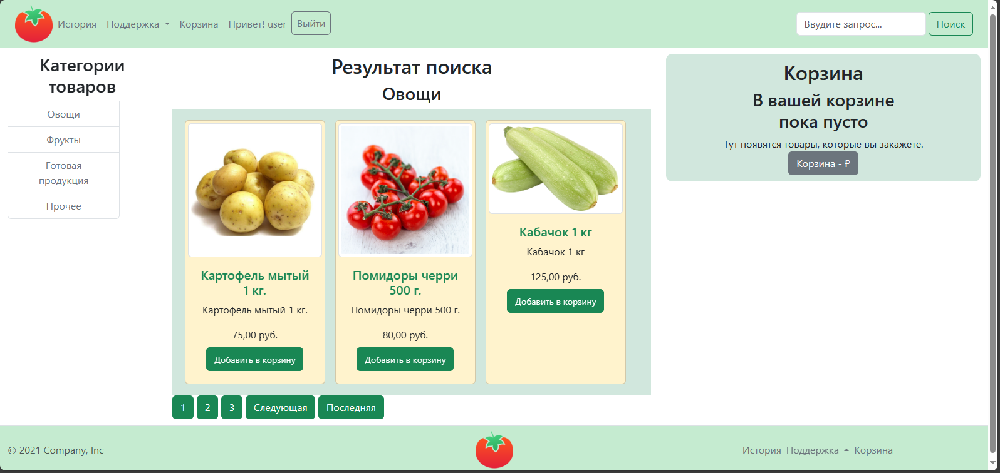 История Поддержка Корзина Привет! user Выйти Ввудите запрос... Поиск
Категории
товаров
Овощи
Фрукты
Готовая
продукция
Прочее
Результат поиска
Овощи
Картофель мытый
1 кг.
Картофель мытый 1 кг.
75,00 руб.
Добавить в корзину
Помидоры черри
500 г.
Помидоры черри 500 г.
80,00 руб.
Добавить в корзину
Кабачок 1 кг
Кабачок 1 кг
125,00 руб.
Добавить в корзину
1 2 3 Следующая Последняя
Корзина
В вашей корзине
пока пусто
Тут появятся товары, которые вы закажете.
Корзина - ₽
© 2021 Company, Inc
История Поддержка Корзина